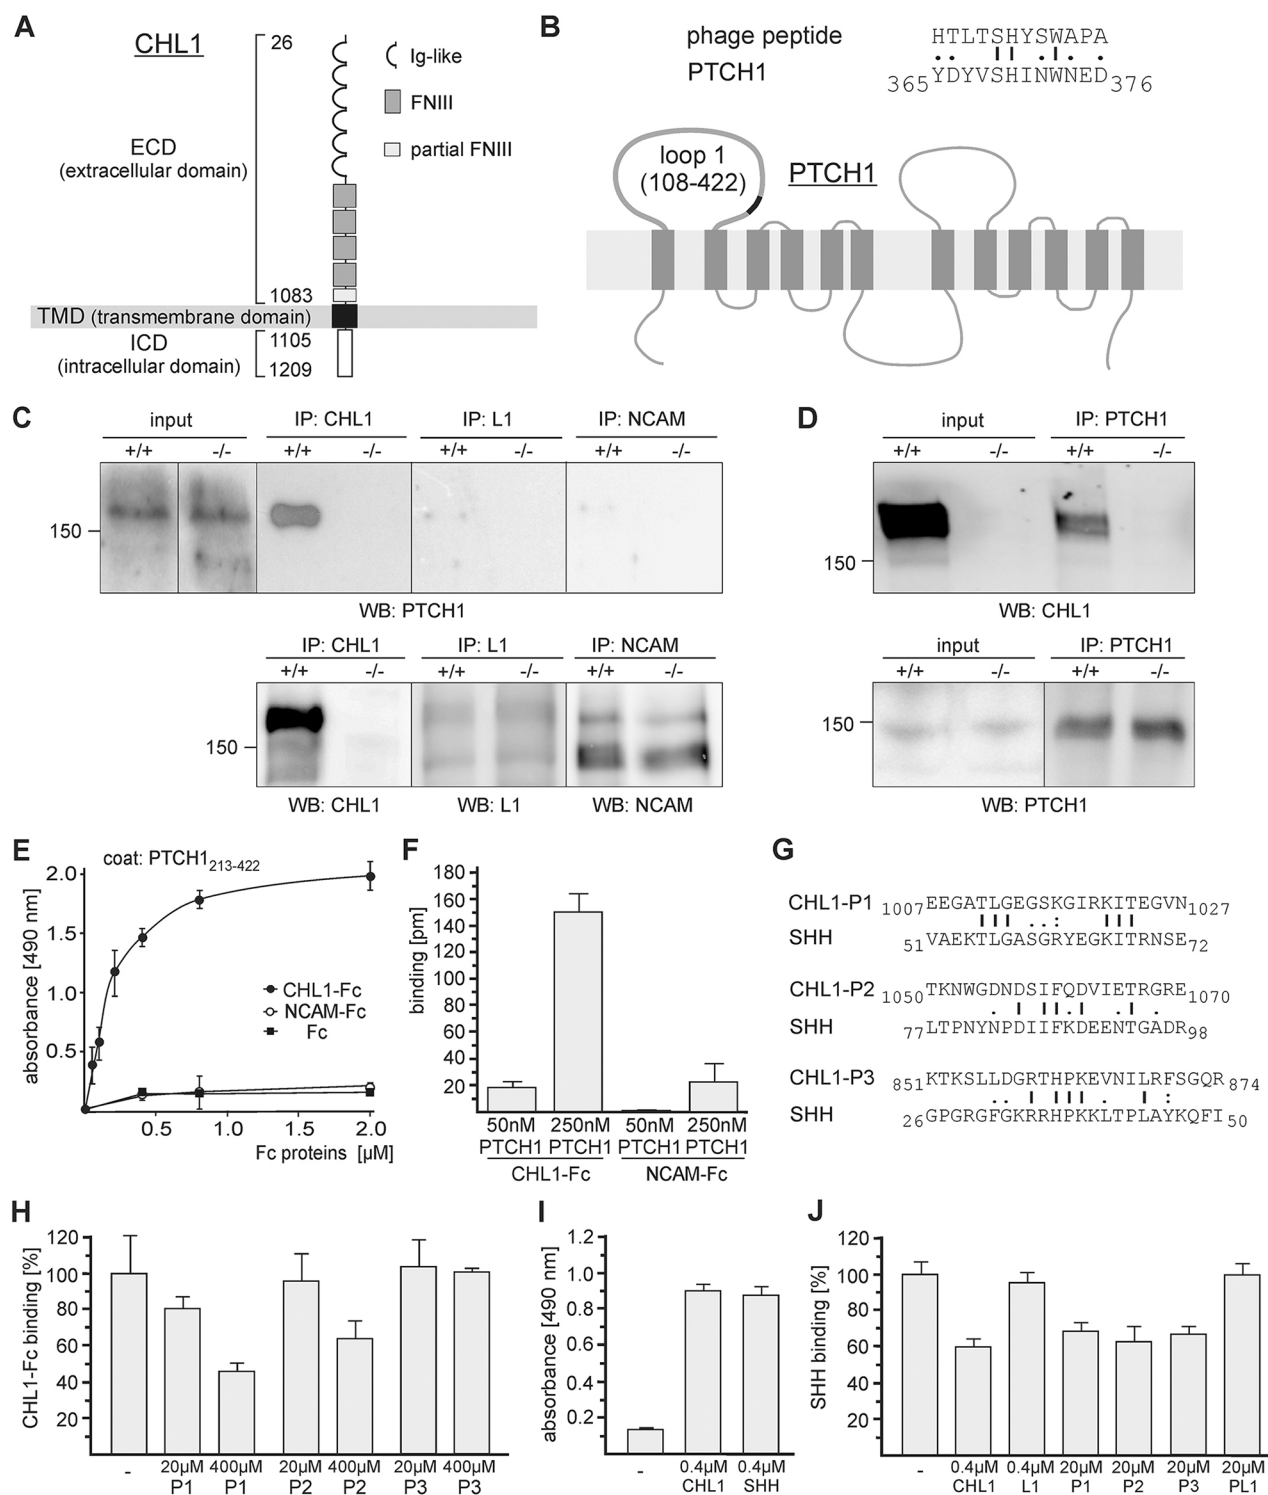 A
CHL1
26
Ig-like
FNIII
partial FNIII
ECD
(extracellular domain)
1083
TMD (transmembrane domain)
ICD
(intracellular domain)
1105
1209
B
phage peptide HTLTSHYSWAPA
PTCH1 365YDYVSHINWNED376
loop 1
(108-422)
PTCH1
C
input IP: CHL1 IP: L1 IP: NCAM
+/+ -/- +/+ -/- +/+ -/- +/+ -/-
150
WB: PTCH1
IP: CHL1 IP: L1 IP: NCAM
+/+ -/- +/+ -/- +/+ -/-
150
WB: CHL1 WB: L1 WB: NCAM
D
input IP: PTCH1
+/+ -/- +/+ -/-
150
WB: CHL1
input IP: PTCH1
+/+ -/- +/+ -/-
150
WB: PTCH1
E
coat: PTCH1213-422
absorbance [490 nm]
2.0
1.5
1.0
0.5
CHL1-Fc
NCAM-Fc
Fc
0.5 1.0 1.5 2.0
Fc proteins [µM]
F
binding [pm]
180
160
140
120
100
80
60
40
20
50nM 250nM 50nM 250nM
PTCH1 PTCH1 PTCH1 PTCH1
CHL1-Fc NCAM-Fc
G
CHL1-P1 1007EEGATLGEGSKGIRKITEGVN1027
SHH 51VAEKTLGASGRYEGKITRNSE72
CHL1-P2 1050TKNWGDNDSIFQDVIETRGRE1070
SHH 77LTPNYNPDIIFKDEENTGADR98
CHL1-P3 851KTKSLLDGRTHPKEVNILRFSGQR874
SHH 26GPGRGFGKRRHPKKLTPLAYKQFI50
H
CHL1-Fc binding [%]
120
100
80
60
40
20
- 20µM 400µM 20µM 400µM 20µM 400µM
P1 P1 P2 P2 P3 P3
I
absorbance [490 nm]
1.2
1.0
0.8
0.6
0.4
0.2
- 0.4µM 0.4µM
CHL1 SHH
J
SHH binding [%]
120
100
80
60
40
20
- 0.4µM 0.4µM 20µM 20µM 20µM 20µM
CHL1 L1 P1 P2 P3 PL1